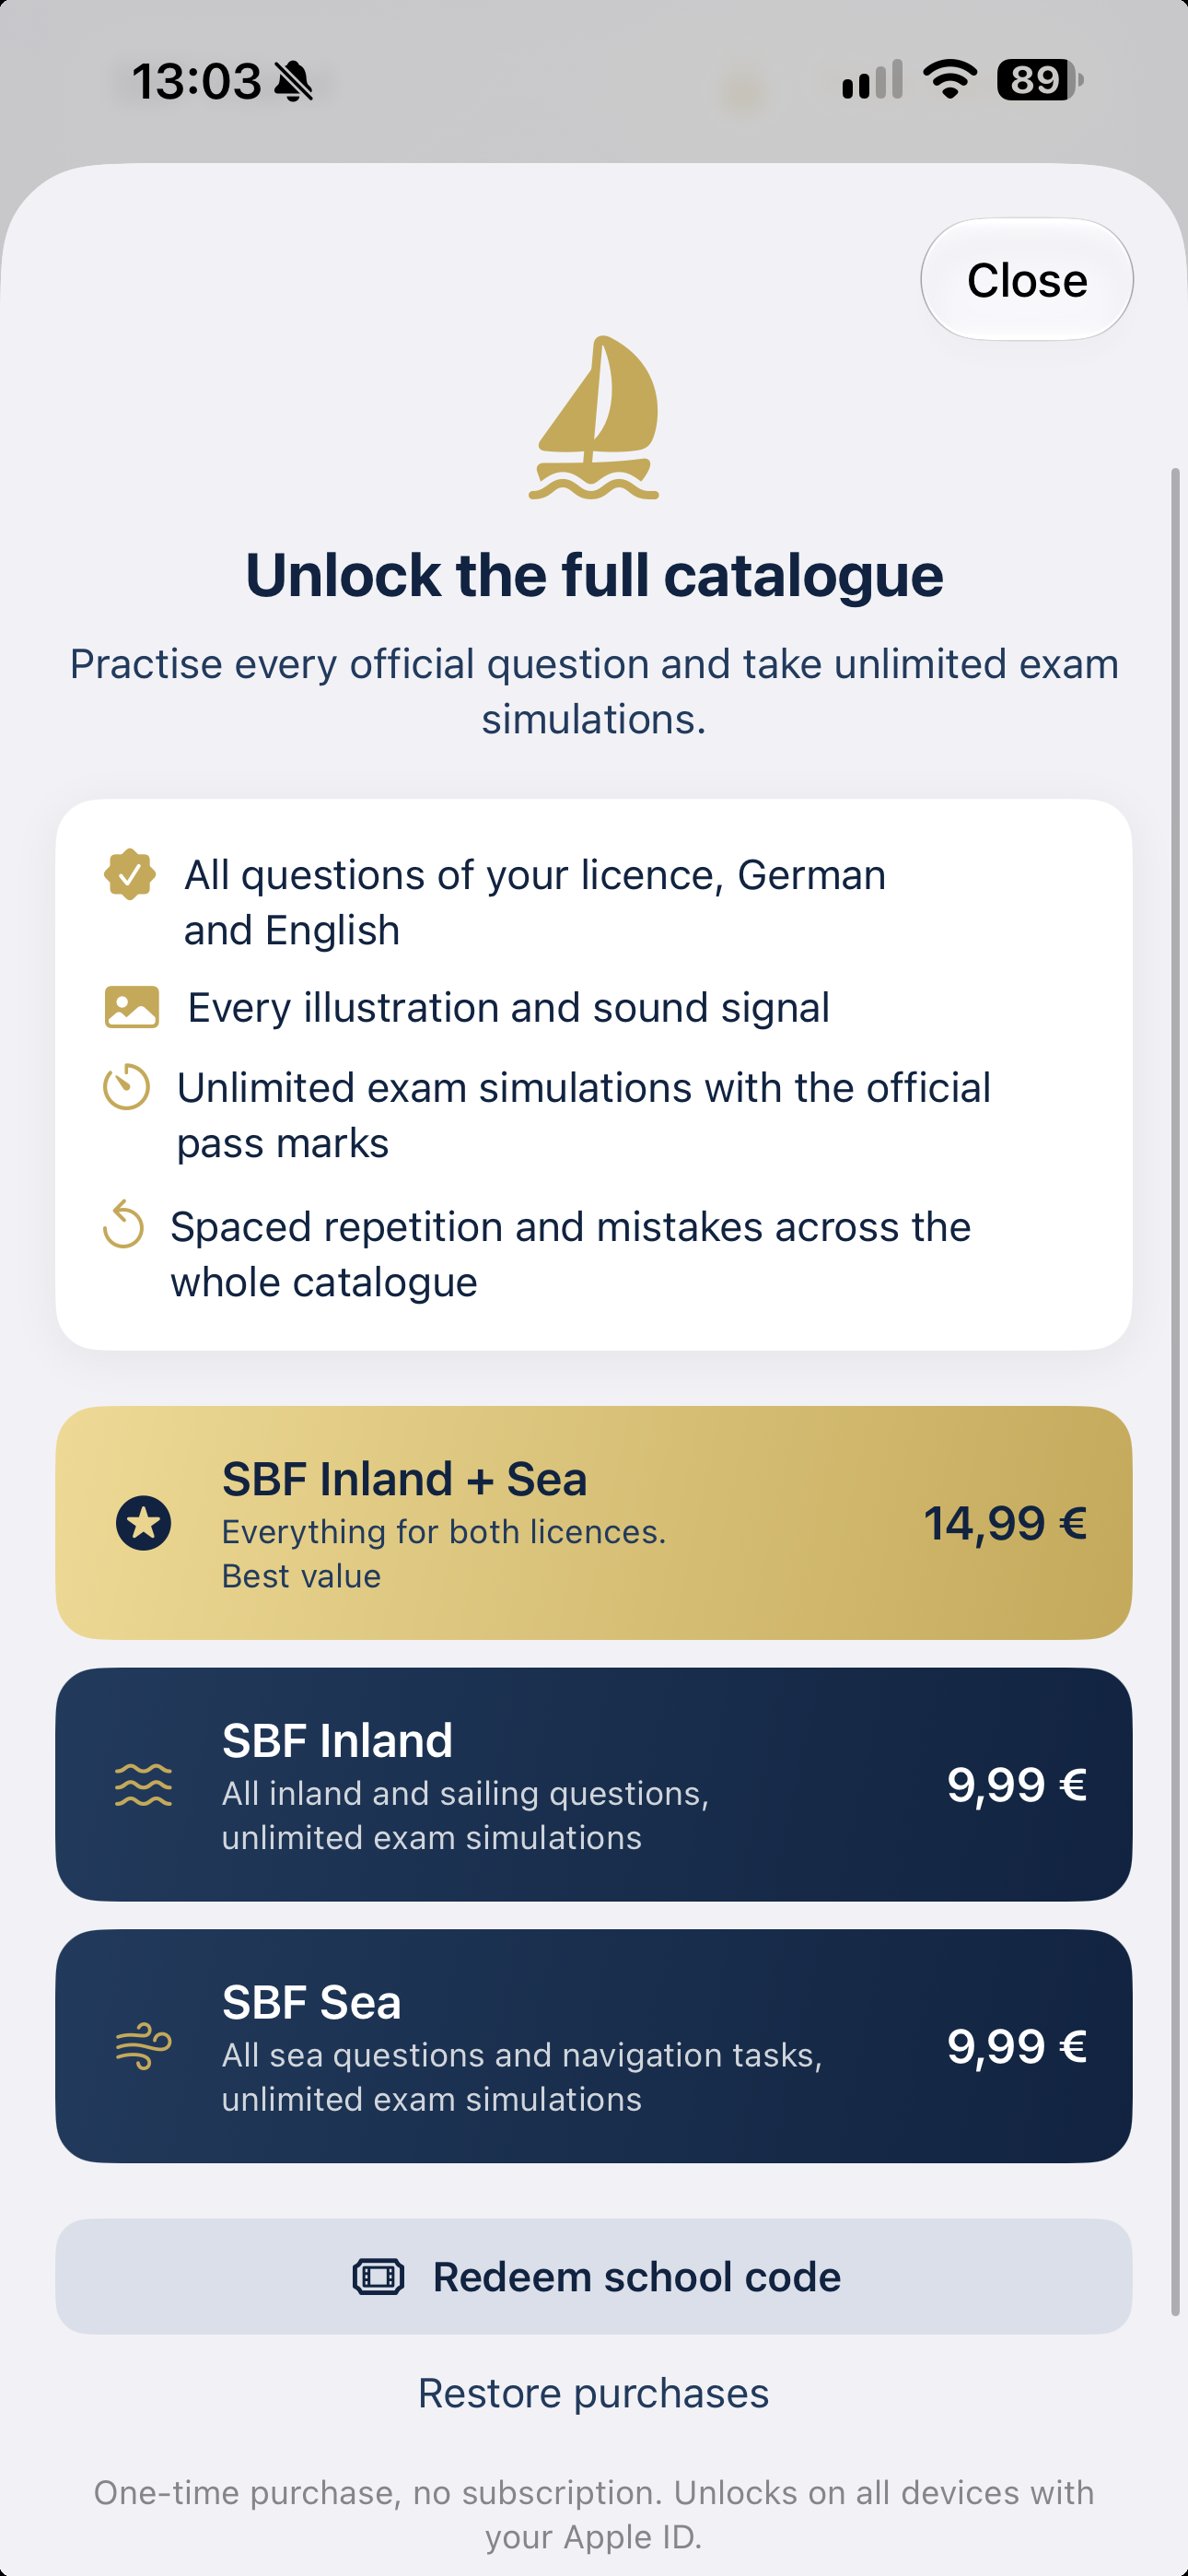 13:03
89
Close
Unlock the full catalogue
Practise every official question and take unlimited exam
simulations.
All questions of your licence, German
and English
Every illustration and sound signal
Unlimited exam simulations with the official
pass marks
Spaced repetition and mistakes across the
whole catalogue
SBF Inland + Sea
Everything for both licences.
Best value
14,99 €
SBF Inland
All inland and sailing questions,
unlimited exam simulations
9,99 €
SBF Sea
All sea questions and navigation tasks,
unlimited exam simulations
9,99 €
Redeem school code
Restore purchases
One-time purchase, no subscription. Unlocks on all devices with
your Apple ID.